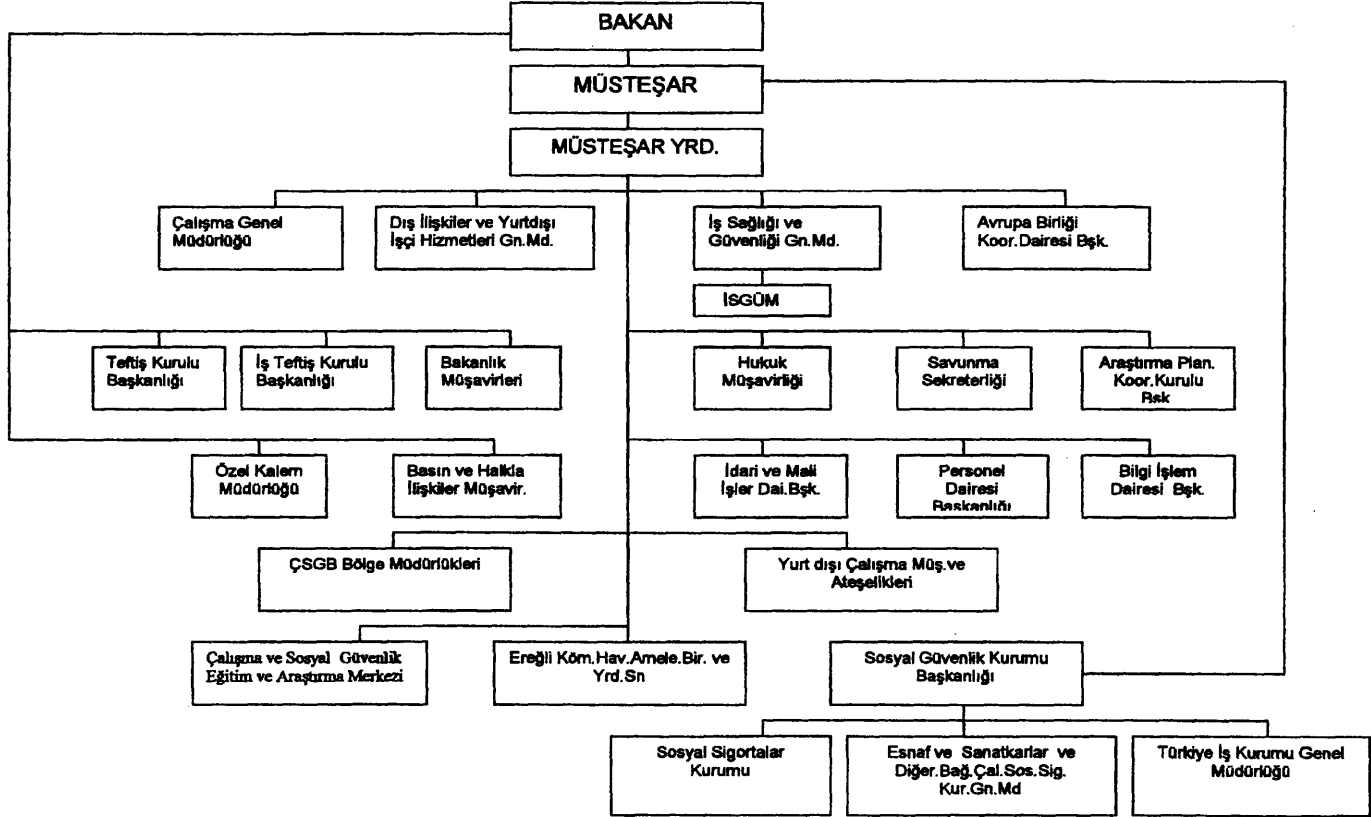 BAKAN
MÜSTEŞAR
MÜSTEŞAR YRD.
Çalışma Genel
Müdürlüğü
Dış İlişkiler ve Yurtdışı
İşçi Hizmetleri Gn.Md.
İş Sağlığı ve
Güvenliği Gn.Md.
Avrupa Birliği
Koor.Dairesi Bşk.
İSGÜM
Teftiş Kurulu
Başkanlığı
İş Teftiş Kurulu
Başkanlığı
Bakanlık
Müşavirleri
Hukuk
Müşavirliği
Savunma
Sekreterliği
Araştırma Plan.
Koor.Kurulu
Bsk
Özel Kalem
Müdürlüğü
Basın ve Halkla
İlişkiler Müşavir.
İdari ve Mali
İşler Dai.Bşk.
Personel
Dairesi
Başkanlığı
Bilgi İşlem
Dairesi Bşk.
ÇSGB Bölge Müdürlükleri
Yurt dışı Çalışma Müş.ve
Ateşelikleri
Çalışma ve Sosyal Güvenlik
Eğitim ve Araştırma Merkezi
Ereğli Köm.Hav.Amele.Bir. ve
Yrd.Sn
Sosyal Güvenlik Kurumu
Başkanlığı
Sosyal Sigortalar
Kurumu
Esnaf ve Sanatkarlar ve
Diğer.Bağ.Çal.Sos.Sig.
Kur.Gn.Md
Türkiye İş Kurumu Genel
Müdürlüğü